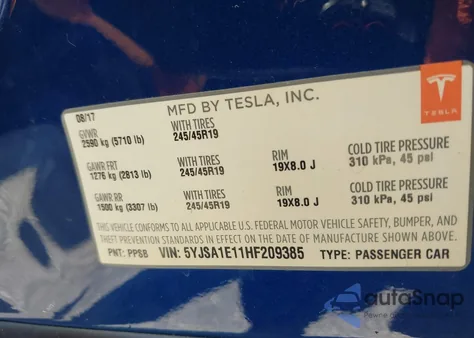 MFD BY TESLA, INC.
TESLA
08/17
GVWR
2590 kg (5710 lb)
WITH TIRES
245/45R19
GAWR FRT
1276 kg (2813 lb)
WITH TIRES
245/45R19
RIM
19X8.0 J
COLD TIRE PRESSURE
310 kPa, 45 psi
GAWR RR
1500 kg (3307 lb)
WITH TIRES
245/45R19
RIM
19X8.0 J
COLD TIRE PRESSURE
310 kPa, 45 psi
THIS VEHICLE CONFORMS TO ALL APPLICABLE U.S. FEDERAL MOTOR VEHICLE SAFETY, BUMPER, AND
THEFT PREVENTION STANDARDS IN EFFECT ON THE DATE OF MANUFACTURE SHOWN ABOVE.
PNT: PPSB VIN: 5YJSA1E11HF209385 TYPE: PASSENGER CAR
autoSnap